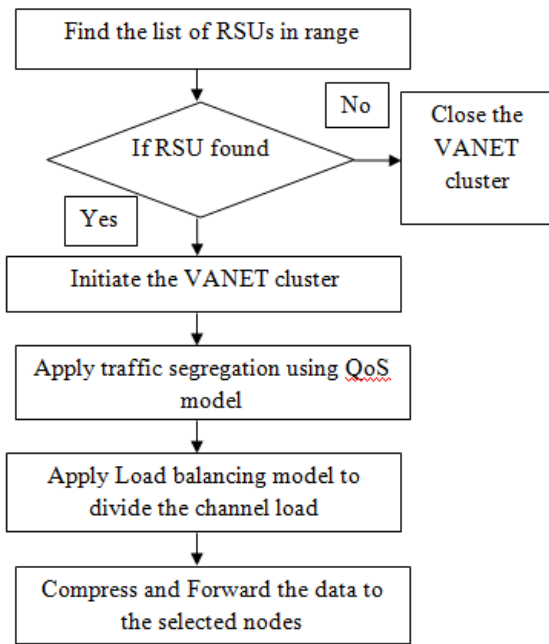 Find the list of RSUs in range
No
Close the
VANET
cluster
If RSU found
Yes
Initiate the VANET cluster
Apply traffic segregation using QoS
model
Apply Load balancing model to
divide the channel load
Compress and Forward the data to
the selected nodes